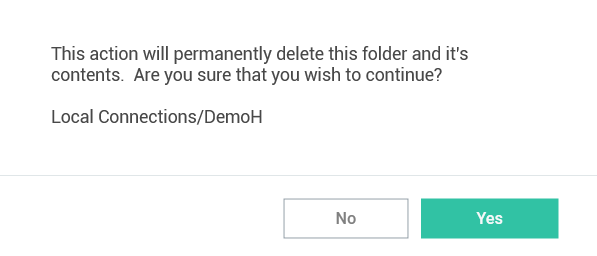 This action will permanently delete this folder and it's
contents.  Are you sure that you wish to continue?
Local Connections/DemoH
No
Yes